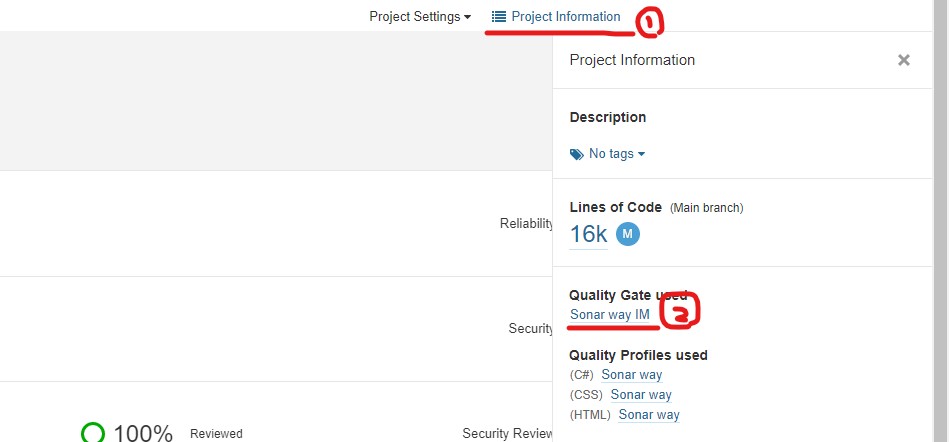 Project Settings
Project Information
1
Project Information
Description
No tags
Lines of Code (Main branch)
16k M
Reliability
Quality Gate used
Sonar way IM
2
Security
Quality Profiles used
(C#) Sonar way
(CSS) Sonar way
(HTML) Sonar way
100% Reviewed
Security Review